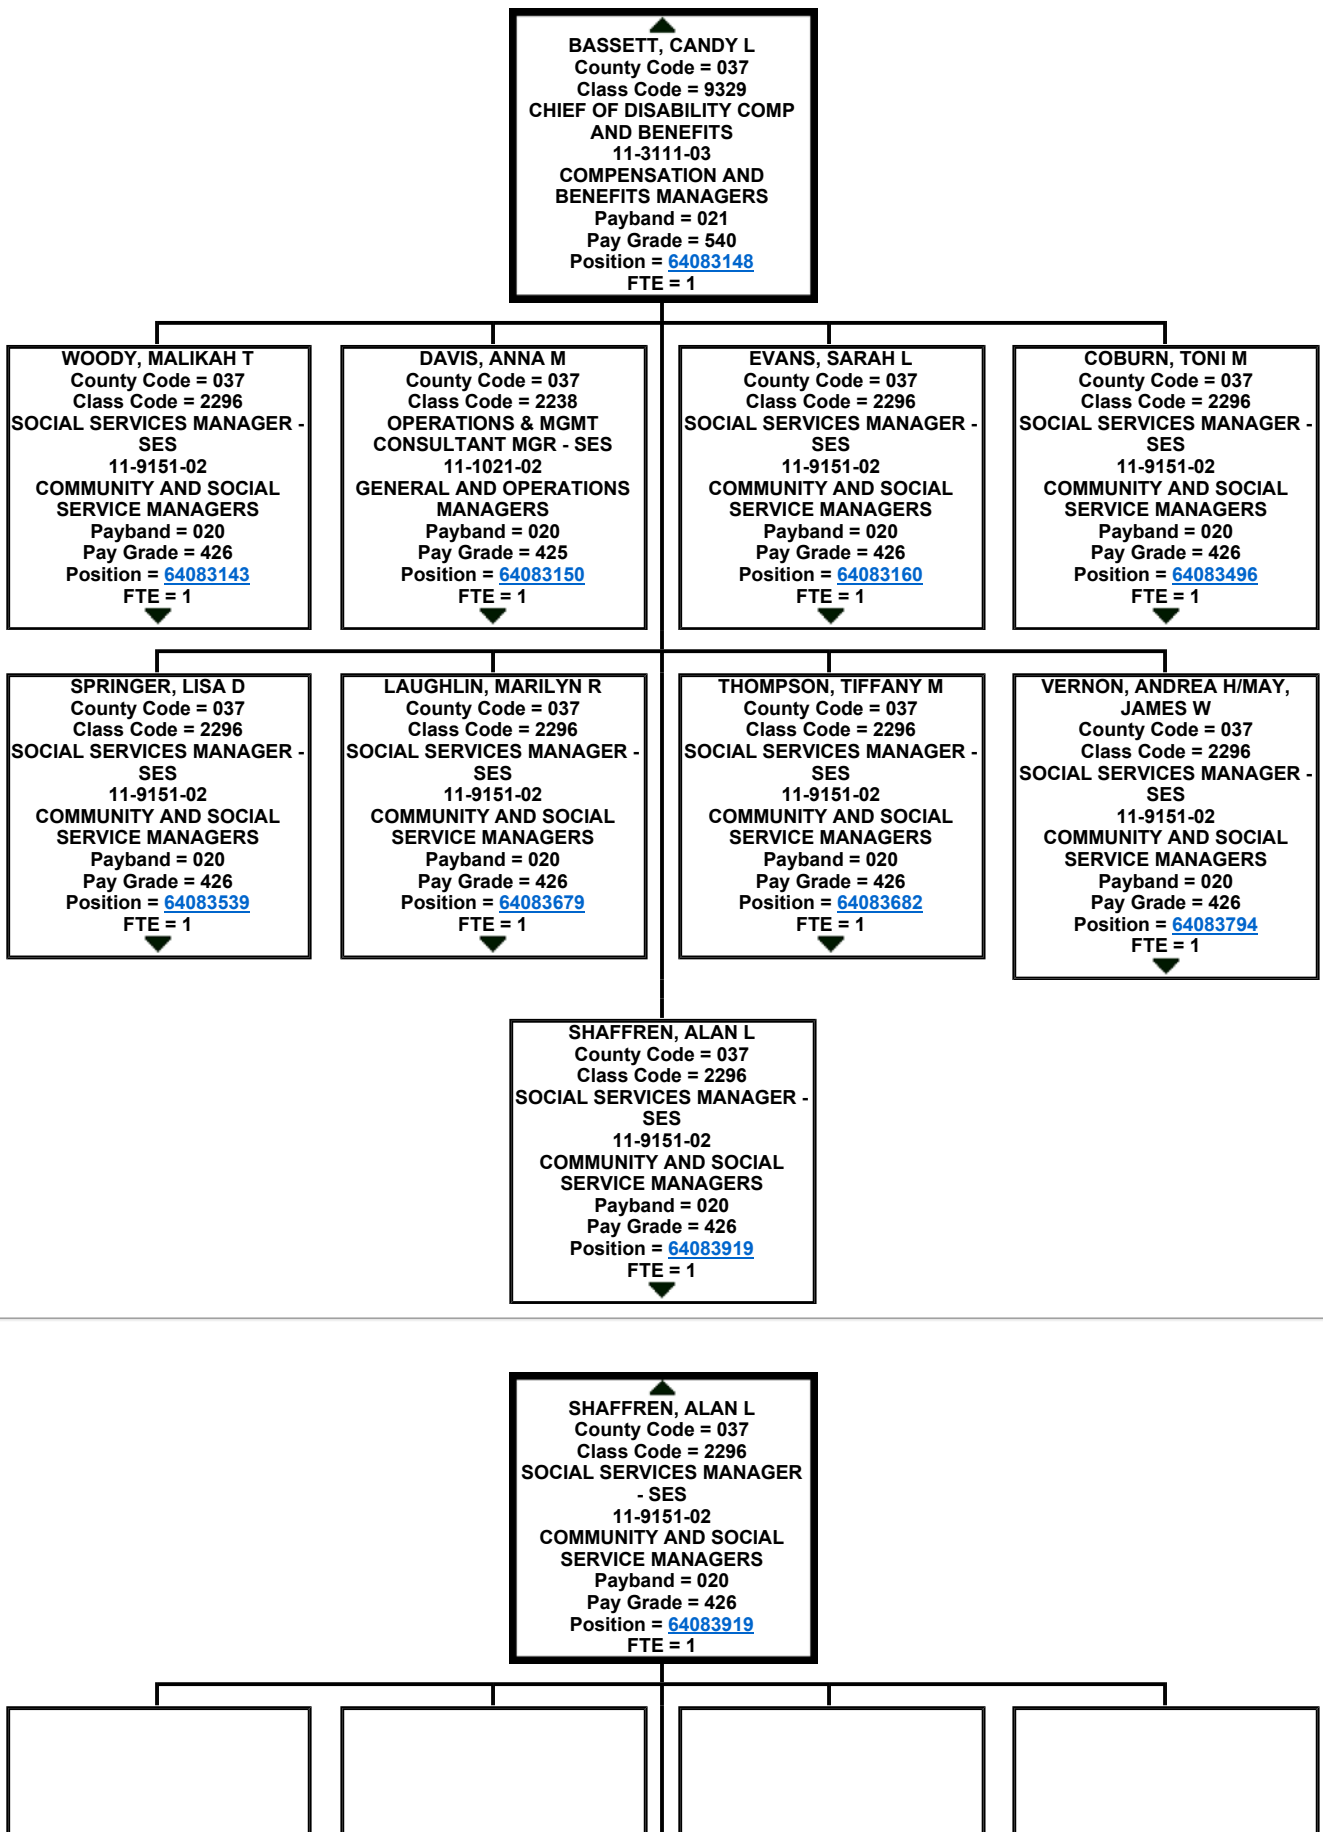 BASSETT, CANDY L
County Code = 037
Class Code = 9329
CHIEF OF DISABILITY COMP
AND BENEFITS
11-3111-03
COMPENSATION AND
BENEFITS MANAGERS
Payband = 021
Pay Grade = 540
Position = 64083148
FTE = 1
WOODY, MALIKAH T
County Code = 037
Class Code = 2296
SOCIAL SERVICES MANAGER -
SES
11-9151-02
COMMUNITY AND SOCIAL
SERVICE MANAGERS
Payband = 020
Pay Grade = 426
Position = 64083143
FTE = 1
DAVIS, ANNA M
County Code = 037
Class Code = 2238
OPERATIONS & MGMT
CONSULTANT MGR - SES
11-1021-02
GENERAL AND OPERATIONS
MANAGERS
Payband = 020
Pay Grade = 425
Position = 64083150
FTE = 1
EVANS, SARAH L
County Code = 037
Class Code = 2296
SOCIAL SERVICES MANAGER -
SES
11-9151-02
COMMUNITY AND SOCIAL
SERVICE MANAGERS
Payband = 020
Pay Grade = 426
Position = 64083160
FTE = 1
COBURN, TONI M
County Code = 037
Class Code = 2296
SOCIAL SERVICES MANAGER -
SES
11-9151-02
COMMUNITY AND SOCIAL
SERVICE MANAGERS
Payband = 020
Pay Grade = 426
Position = 64083496
FTE = 1
SPRINGER, LISA D
County Code = 037
Class Code = 2296
SOCIAL SERVICES MANAGER -
SES
11-9151-02
COMMUNITY AND SOCIAL
SERVICE MANAGERS
Payband = 020
Pay Grade = 426
Position = 64083539
FTE = 1
LAUGHLIN, MARILYN R
County Code = 037
Class Code = 2296
SOCIAL SERVICES MANAGER -
SES
11-9151-02
COMMUNITY AND SOCIAL
SERVICE MANAGERS
Payband = 020
Pay Grade = 426
Position = 64083679
FTE = 1
THOMPSON, TIFFANY M
County Code = 037
Class Code = 2296
SOCIAL SERVICES MANAGER -
SES
11-9151-02
COMMUNITY AND SOCIAL
SERVICE MANAGERS
Payband = 020
Pay Grade = 426
Position = 64083682
FTE = 1
VERNON, ANDREA H/MAY,
JAMES W
County Code = 037
Class Code = 2296
SOCIAL SERVICES MANAGER -
SES
11-9151-02
COMMUNITY AND SOCIAL
SERVICE MANAGERS
Payband = 020
Pay Grade = 426
Position = 64083794
FTE = 1
SHAFFREN, ALAN L
County Code = 037
Class Code = 2296
SOCIAL SERVICES MANAGER -
SES
11-9151-02
COMMUNITY AND SOCIAL
SERVICE MANAGERS
Payband = 020
Pay Grade = 426
Position = 64083919
FTE = 1
SHAFFREN, ALAN L
County Code = 037
Class Code = 2296
SOCIAL SERVICES MANAGER
- SES
11-9151-02
COMMUNITY AND SOCIAL
SERVICE MANAGERS
Payband = 020
Pay Grade = 426
Position = 64083919
FTE = 1